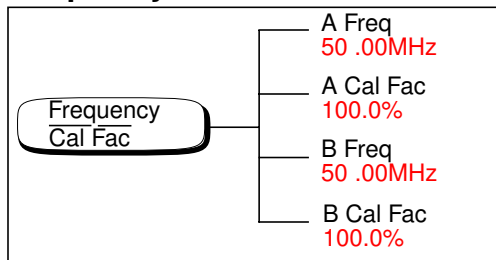 Frequency
Cal Fac
A Freq
50 .00MHz
A Cal Fac
100.0%
B Freq
50 .00MHz
B Cal Fac
100.0%